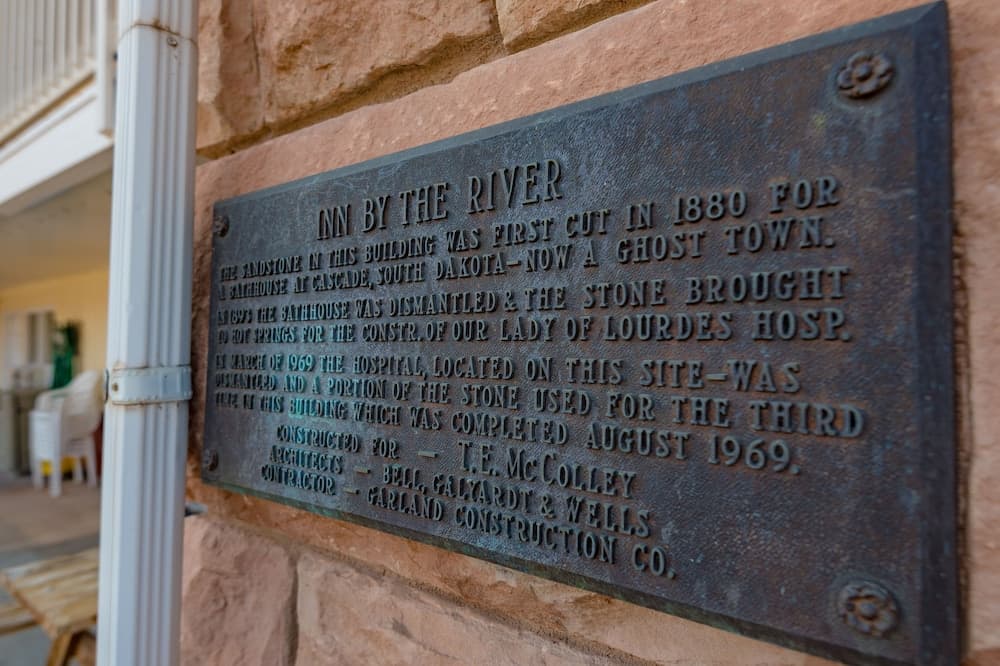 INN BY THE RIVER
THE SANDSTONE IN THIS BUILDING WAS FIRST CUT IN 1880 FOR
A BATHHOUSE AT CASCADE, SOUTH DAKOTA—NOW A GHOST TOWN.
IN 1893 THE BATHHOUSE WAS DISMANTLED & THE STONE BROUGHT
TO HOT SPRINGS FOR THE CONSTR. OF OUR LADY OF LOURDES HOSP.
IN MARCH OF 1969 THE HOSPITAL, LOCATED ON THIS SITE—WAS
DISMANTLED AND A PORTION OF THE STONE USED FOR THE THIRD
TIME IN THIS BUILDING WHICH WAS COMPLETED AUGUST 1969.
CONSTRUCTED FOR — T.E. McCOLLEY
ARCHITECTS — BELL, GALYARDT & WELLS
CONTRACTOR — GARLAND CONSTRUCTION CO.